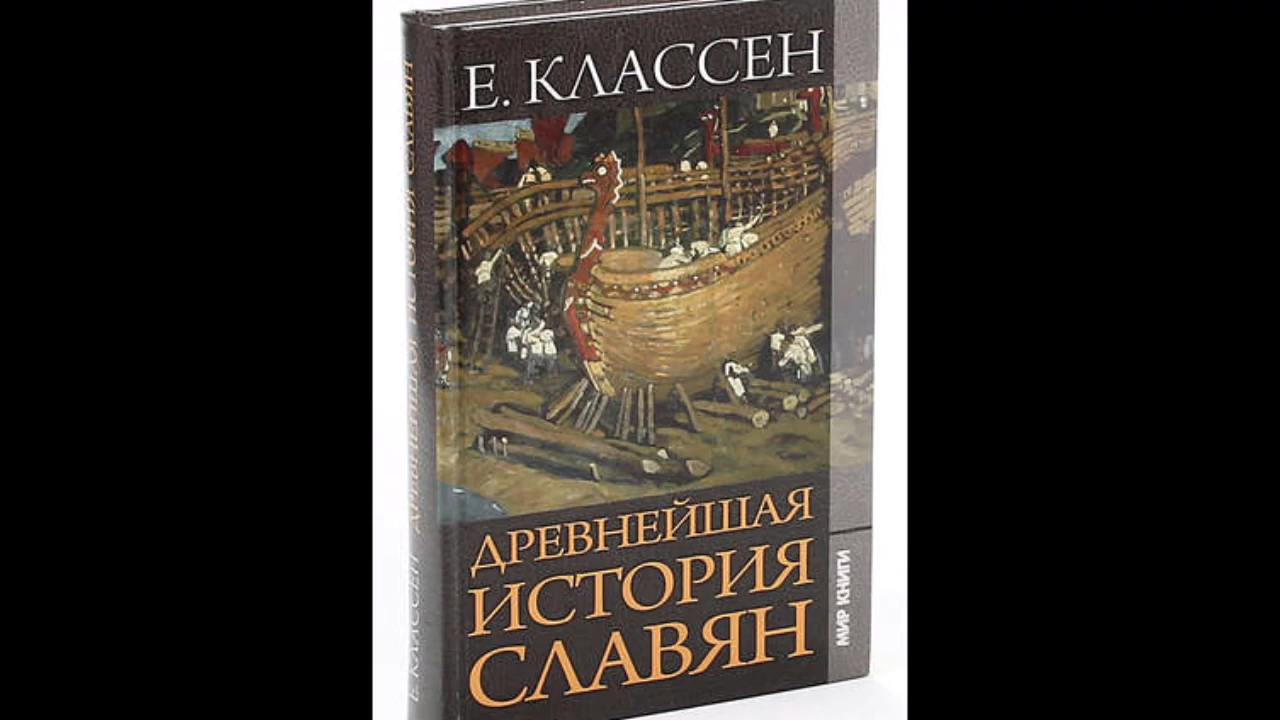 Е. КЛАССЕН
ДРЕВНЕЙШАЯ
ИСТОРИЯ
СЛАВЯН
МИР КНИГИ
Е. КЛАССЕН ДРЕВНЕЙШАЯ ИСТОРИЯ СЛАВЯН